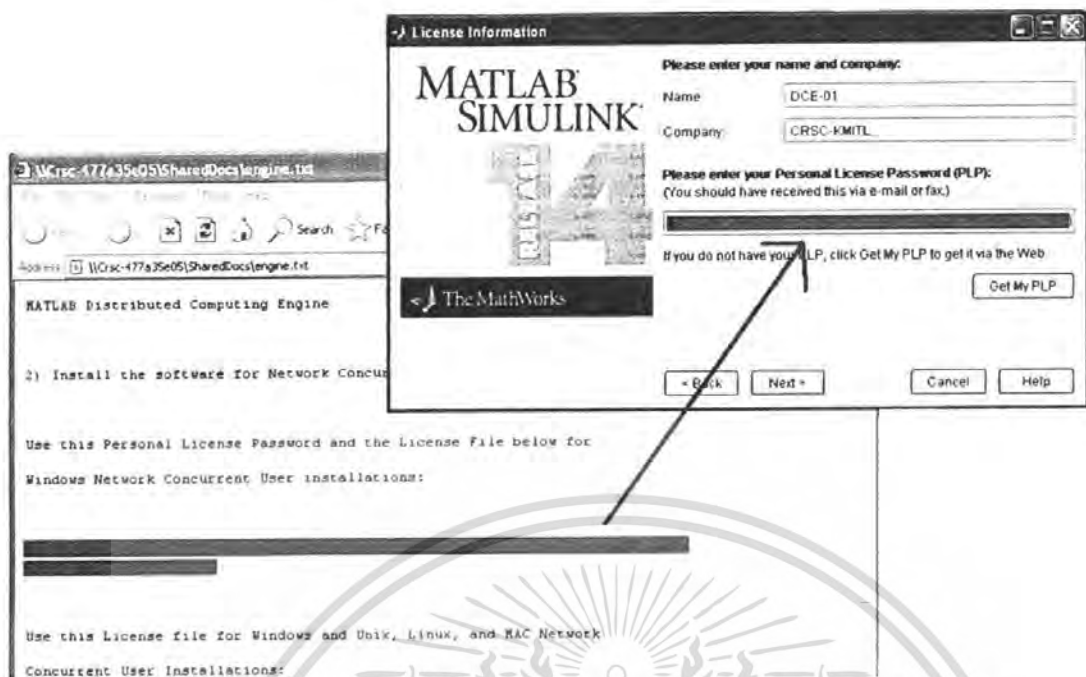 License Information
MATLAB
SIMULINK
14
The MathWorks
Please enter your name and company:
Name DCE-01
Company: CRSC-KMITL_
Please enter your Personal License Password (PLP):
(You should have received this via e-mail or fax.)
If you do not have your PLP, click Get My PLP to get it via the Web
Get My PLP
< Back Next > Cancel Help
\\Crsc-477a35e05\SharedDocs\engine.txt
Search
Address \\Crsc-477a35e05\SharedDocs\engine.txt
MATLAB Distributed Computing Engine
2) Install the software for Network
Use this Personal License Password and the License File below for
Windows Network Concurrent User installations:
Use this License file for Windows and Unix, Linux, and MAC Network
Concurrent User Installations: